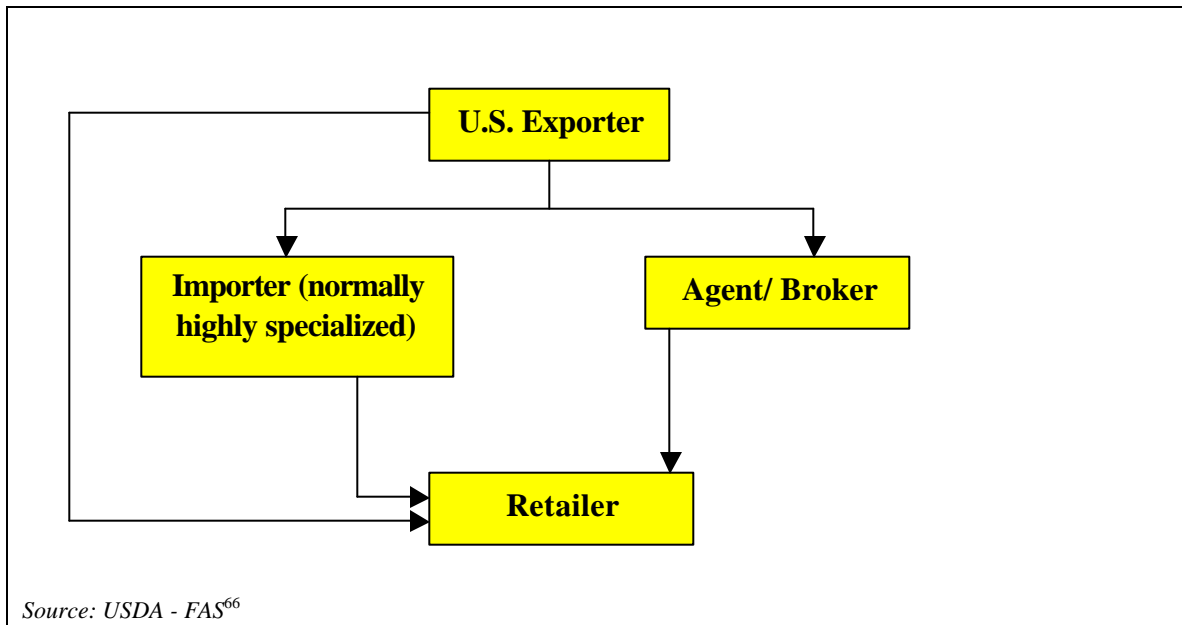 U.S. Exporter
Importer (normally
highly specialized)
Agent/ Broker
Retailer
Source: USDA - FAS66